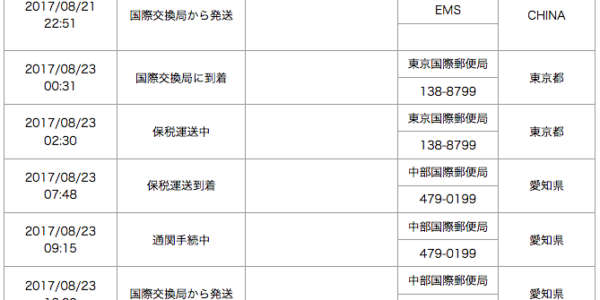 2017/08/21
22:51
国際交換局から発送
EMS
CHINA
2017/08/23
00:31
国際交換局に到着
東京国際郵便局
138-8799
東京都
2017/08/23
02:30
保税運送中
東京国際郵便局
138-8799
東京都
2017/08/23
07:48
保税運送到着
中部国際郵便局
479-0199
愛知県
2017/08/23
09:15
通関手続中
中部国際郵便局
479-0199
愛知県
2017/08/23
国際交換局から発送
中部国際郵便局
愛知県